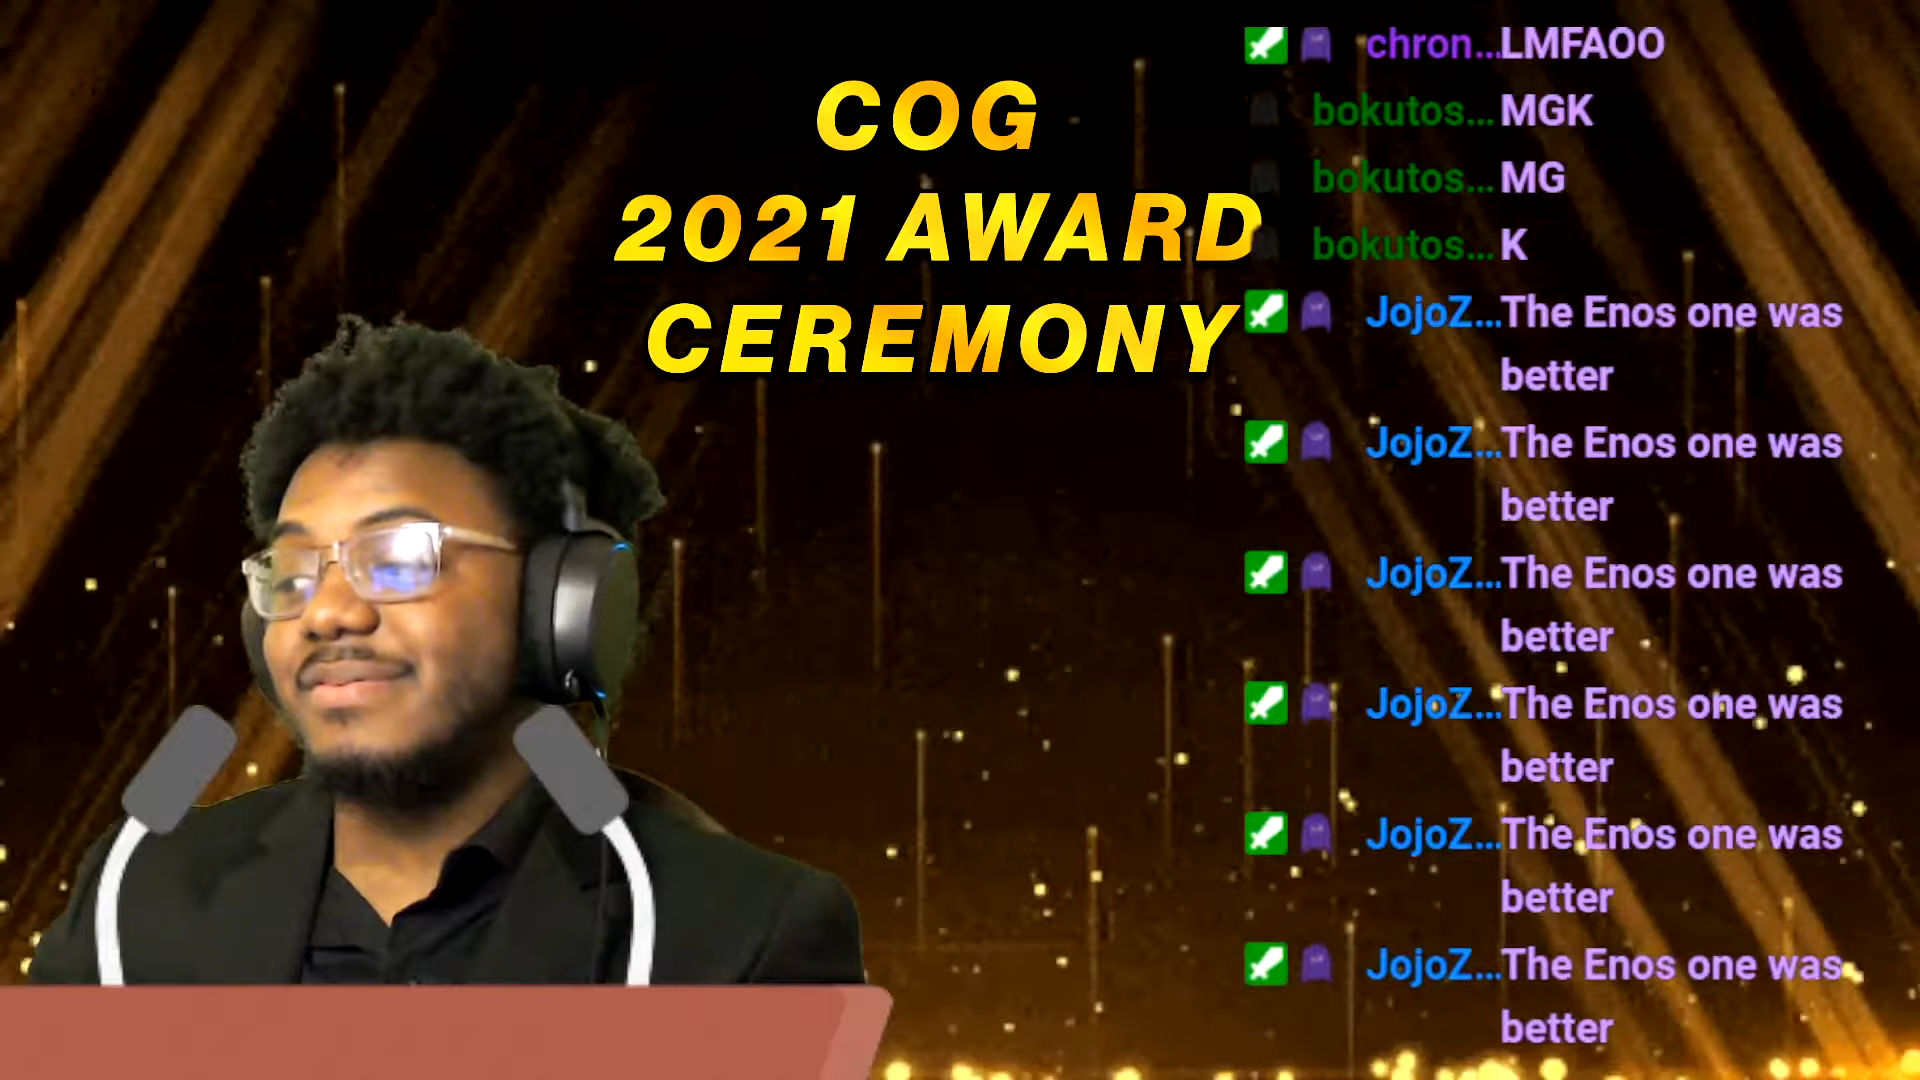 COG
2021 AWARD
CEREMONY
chron...LMFAOO
bokutos...MGK
bokutos...MG
bokutos...K
JojoZ...The Enos one was
better
JojoZ...The Enos one was
better
JojoZ...The Enos one was
better
JojoZ...The Enos one was
better
JojoZ...The Enos one was
better
JojoZ...The Enos one was
better